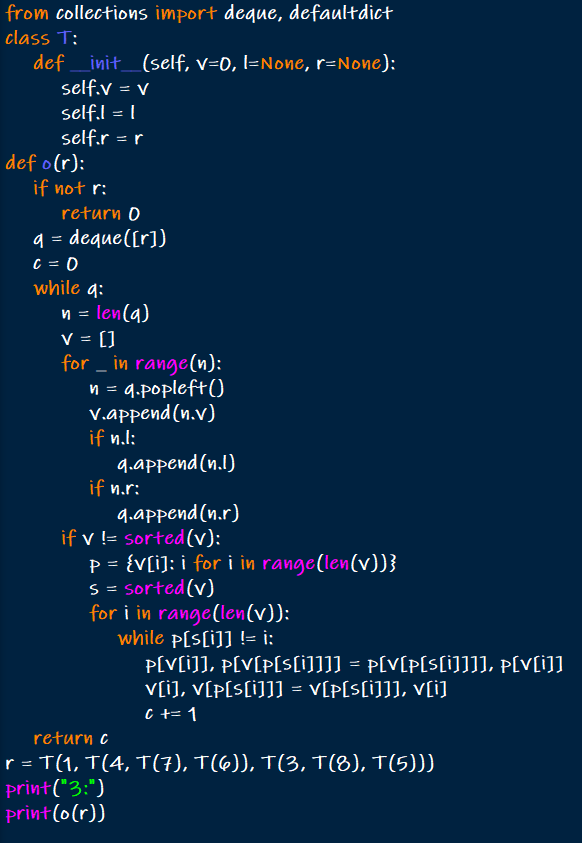 from collections import deque, defaultdict
class T:
    def __init__(self, v=0, l=None, r=None):
        self.v = v
        self.l = l
        self.r = r
def o(r):
    if not r:
        return 0
    q = deque([r])
    c = 0
    while q:
        n = len(q)
        v = []
        for _ in range(n):
            n = q.popleft()
            v.append(n.v)
            if n.l:
                q.append(n.l)
            if n.r:
                q.append(n.r)
        if v != sorted(v):
            p = {v[i]: i for i in range(len(v))}
            s = sorted(v)
            for i in range(len(v)):
                while p[s[i]] != i:
                    p[v[i]], p[v[p[s[i]]]] = p[v[p[s[i]]]], p[v[i]]
                    v[i], v[p[s[i]]] = v[p[s[i]]], v[i]
                    c += 1
    return c
r = T(1, T(4, T(7), T(6)), T(3, T(8), T(5)))
print("3:")
print(o(r))